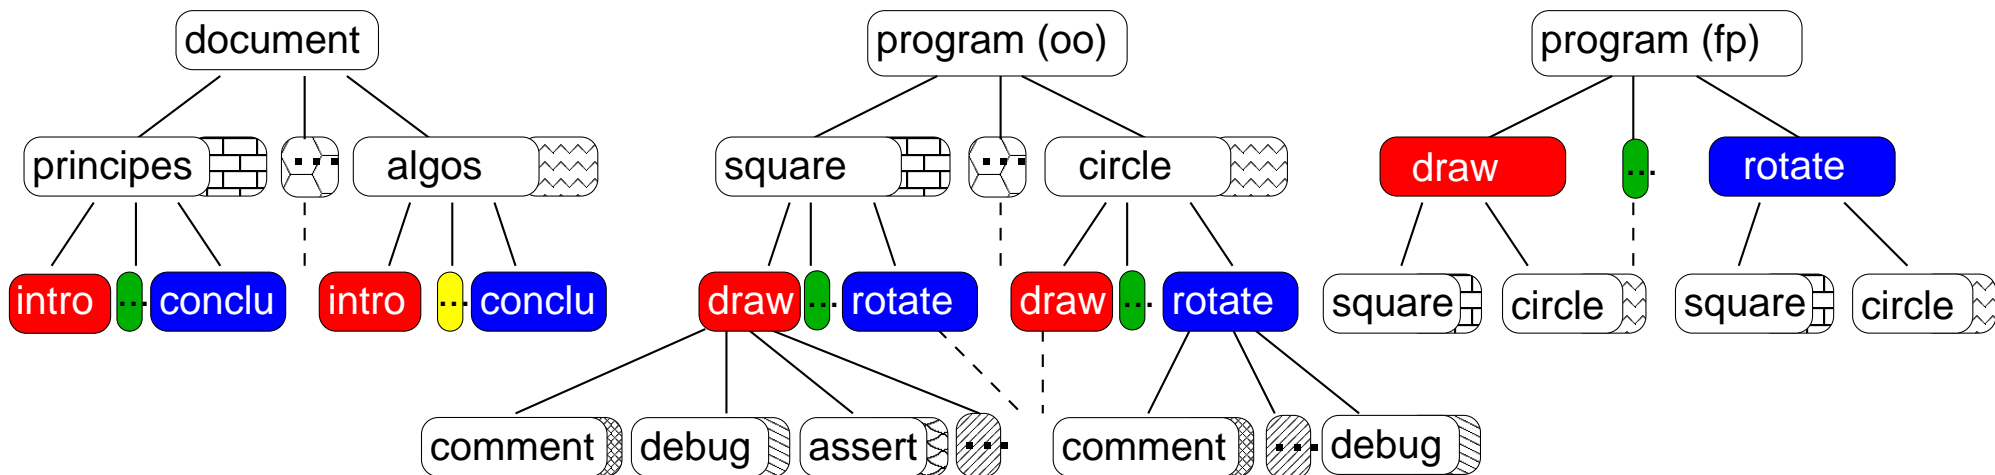 document
program (oo)
program (fp)
principes
...
algos
square
...
circle
draw
...
rotate
intro
...
conclu
intro
...
conclu
draw
...
rotate
draw
...
rotate
square
circle
square
circle
comment
debug
assert
...
comment
...
debug